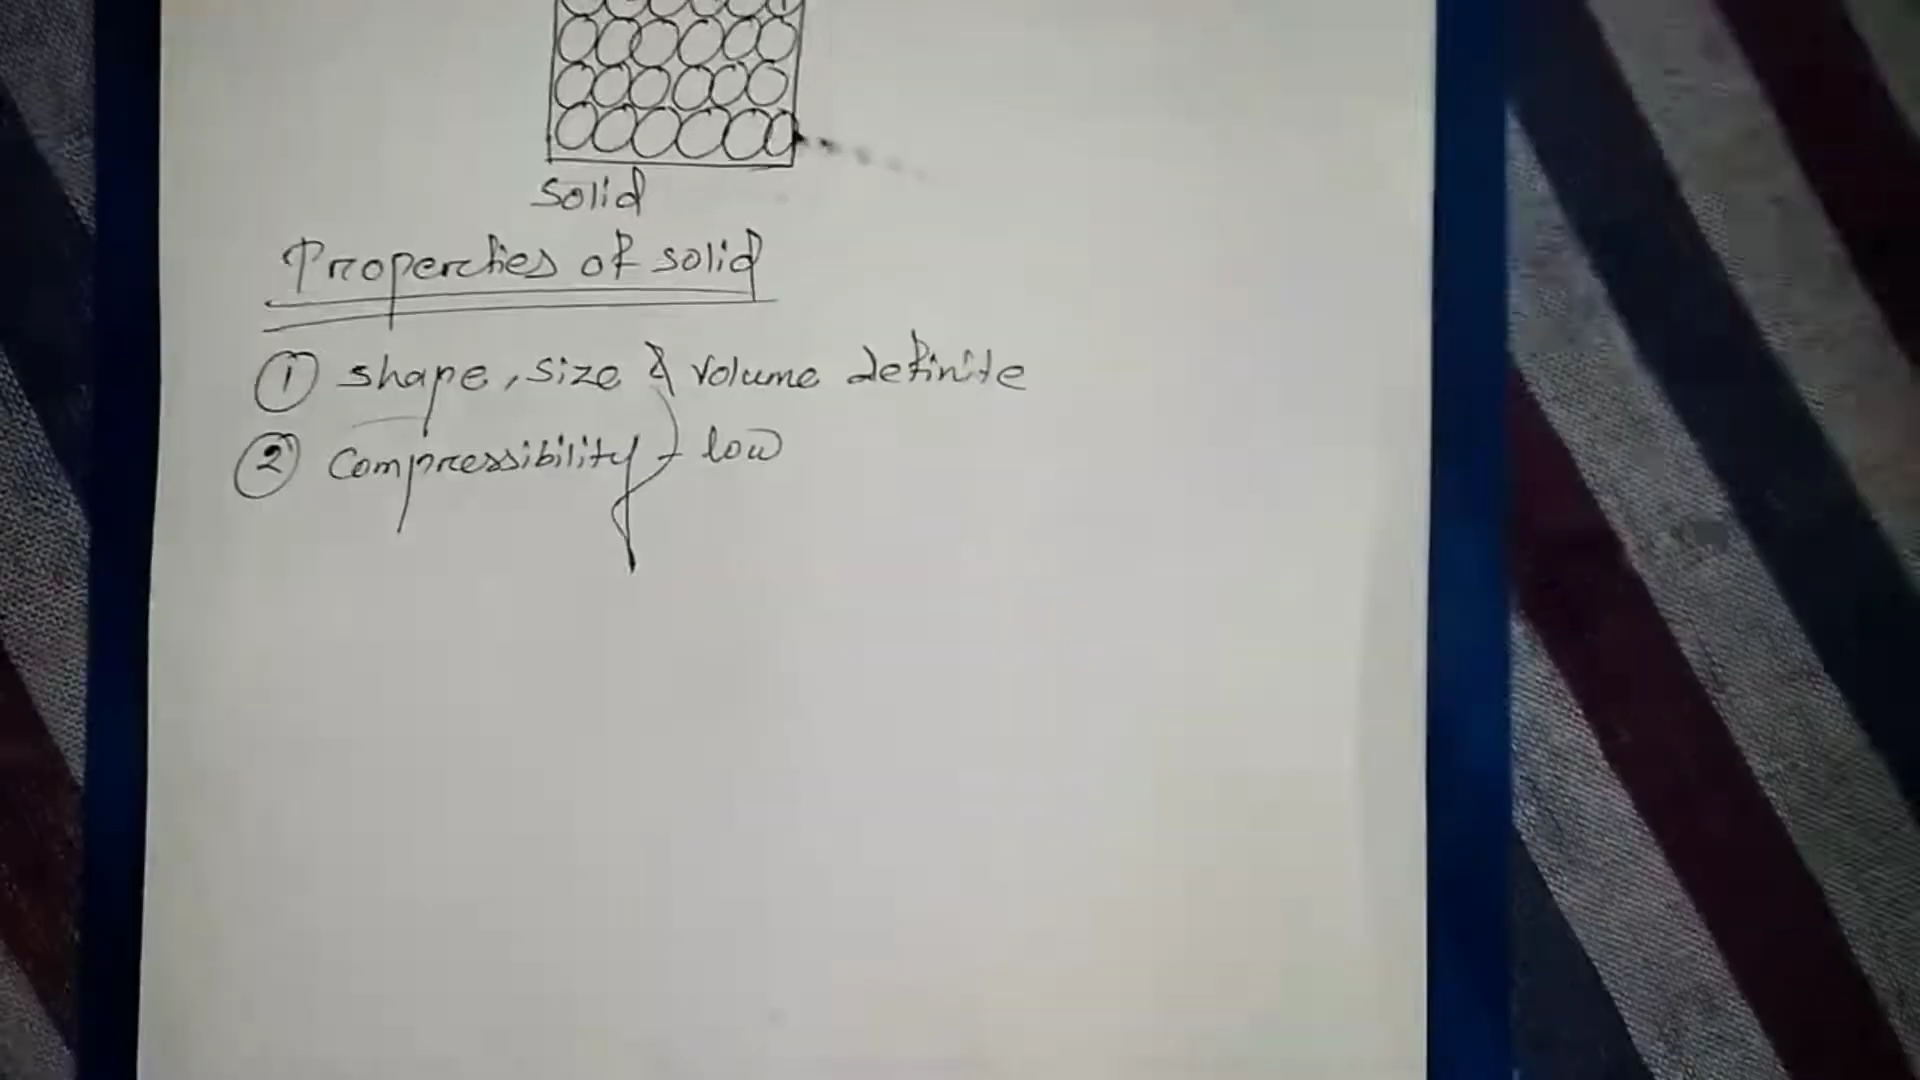 solid
Properties of solid
① shape, size & volume definite
② Compressibility - low